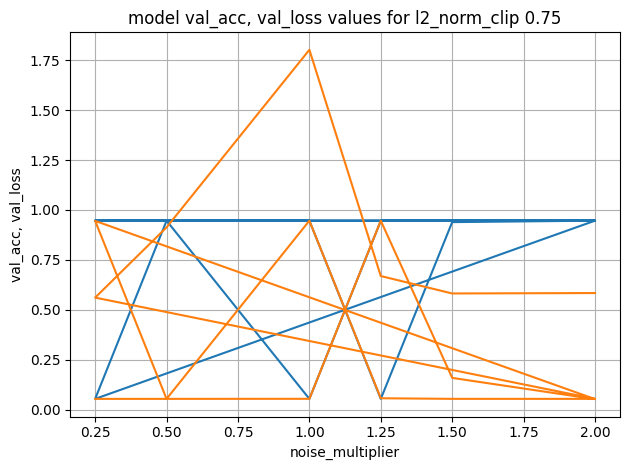 model val_acc, val_loss values for l2_norm_clip 0.75
val_acc, val_loss
1.75
1.50
1.25
1.00
0.75
0.50
0.25
0.00
0.25 0.50 0.75 1.00 1.25 1.50 1.75 2.00
noise_multiplier